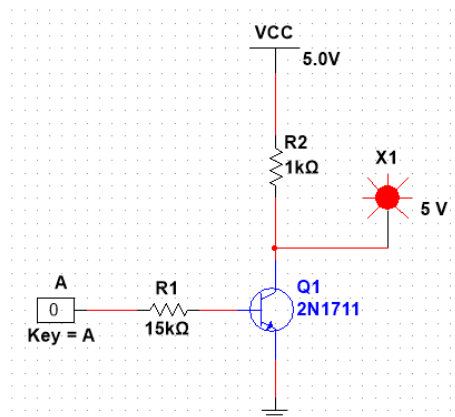 VCC
5.0V
R2
1kΩ
X1
5 V
A
0
Key = A
R1
15kΩ
Q1
2N1711